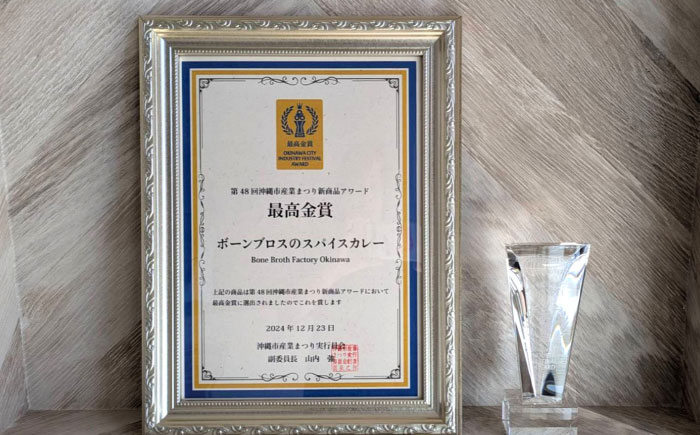 最高金賞
OKINAWA CITY
INDUSTRY FESTIVAL
AWARD
第48回沖縄市産業まつり新商品アワード
最高金賞
ボーンブロスのスパイスカレー
Bone Broth Factory Okinawa
上記の商品は第48回沖縄市産業まつり新商品アワードにおいて
最高金賞に選出されましたのでこれを賞します
2024年12月23日
沖縄市産業まつり実行委員会
副委員長 山内 強